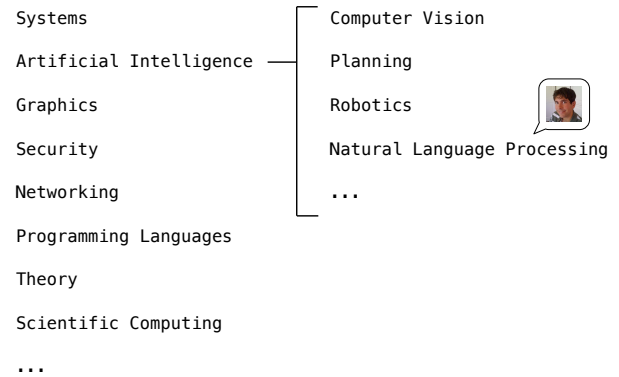 Systems
Artificial Intelligence
Graphics
Security
Networking
Programming Languages
Theory
Scientific Computing
...
Computer Vision
Planning
Robotics
Natural Language Processing
...